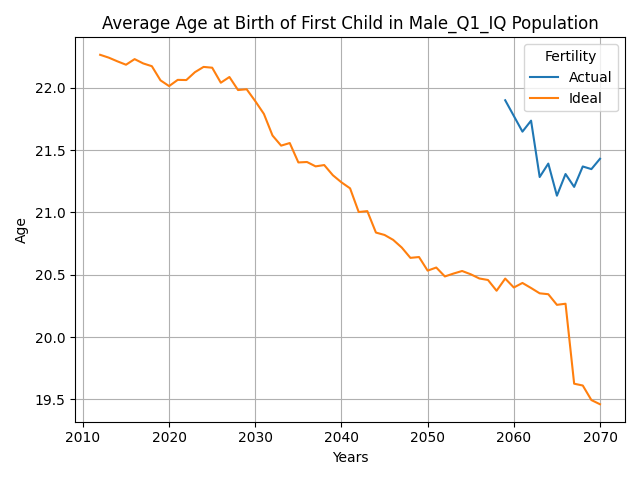 Average Age at Birth of First Child in Male_Q1_IQ Population
Fertility
Actual
Ideal
22.0
21.5
21.0
20.5
20.0
19.5
Age
2010 2020 2030 2040 2050 2060 2070
Years